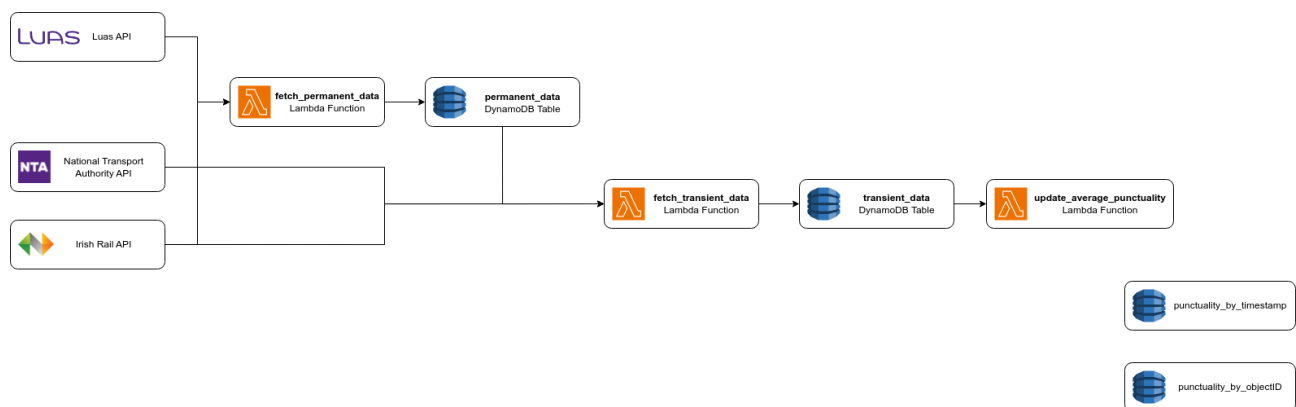 LUAS
Luas API
fetch_permanent_data
Lambda Function
permanent_data
DynamoDB Table
NTA
National Transport
Authority API
fetch_transient_data
Lambda Function
transient_data
DynamoDB Table
update_average_punctuality
Lambda Function
Irish Rail API
punctuality_by_timestamp
punctuality_by_objectID